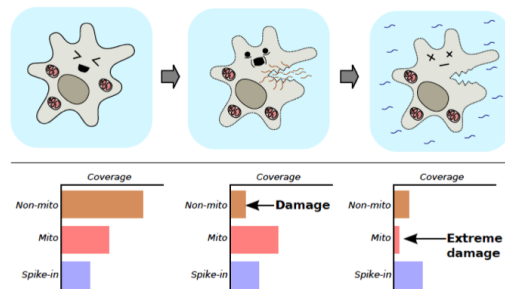 Coverage
Non-mito
Mito
Spike-in
Coverage
Non-mito
Damage
Mito
Spike-in
Coverage
Non-mito
Mito
Extreme
damage
Spike-in